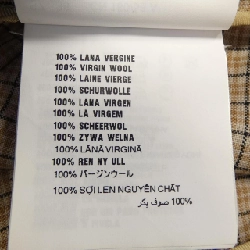 100% LANA VERGINE
100% VIRGIN WOOL
100% LAINE VIERGE
100% SCHURWOLLE
100% LANA VIRGEN
100% LÃ VIRGEM
100% SCHEERWOL
100% ZYWA WELNA
100% LÂNĂ VIRGINĂ
100% REN NY ULL
100% バージンウール
100% SỢI LEN NGUYÊN CHẤT
100% صوف بكر